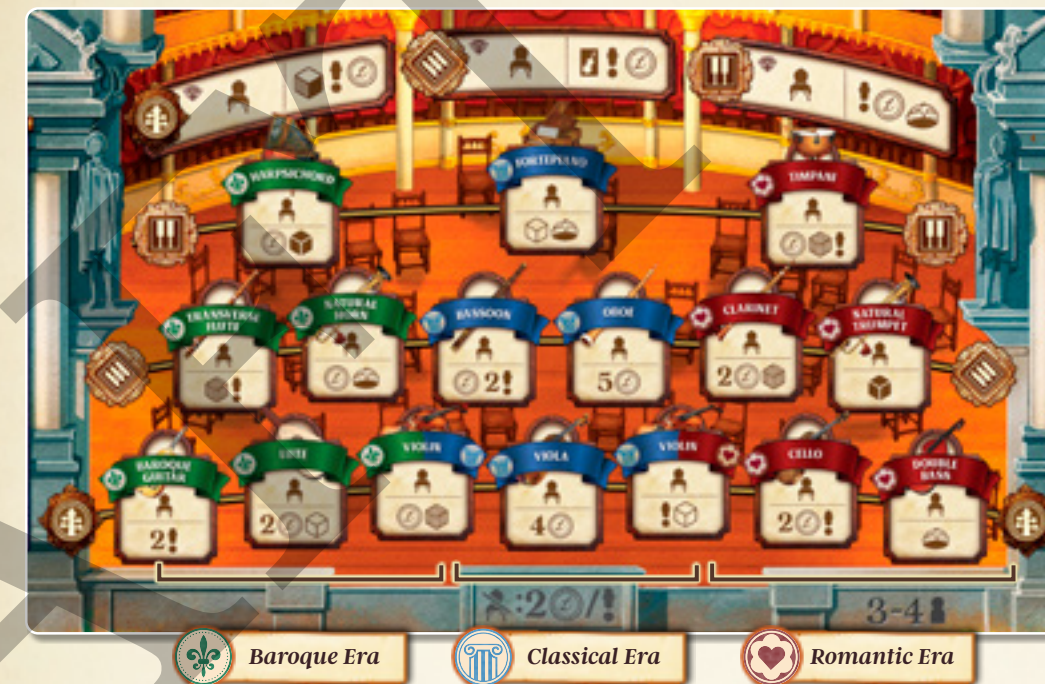 HARPSICHORD
FORTEPIANO
TIMPANI
TRANSVERSE
FLUTE
NATURAL
HORN
BASSOON
OBOE
CLARINET
NATURAL
TRUMPET
2!
5
2
BAROQUE
GUITAR
LUTE
VIOLIN
VIOLA
VIOLIN
CELLO
DOUBLE
BASS
2!
2
4
!
2 !
:2 /!
3-4
Baroque Era
Classical Era
Romantic Era